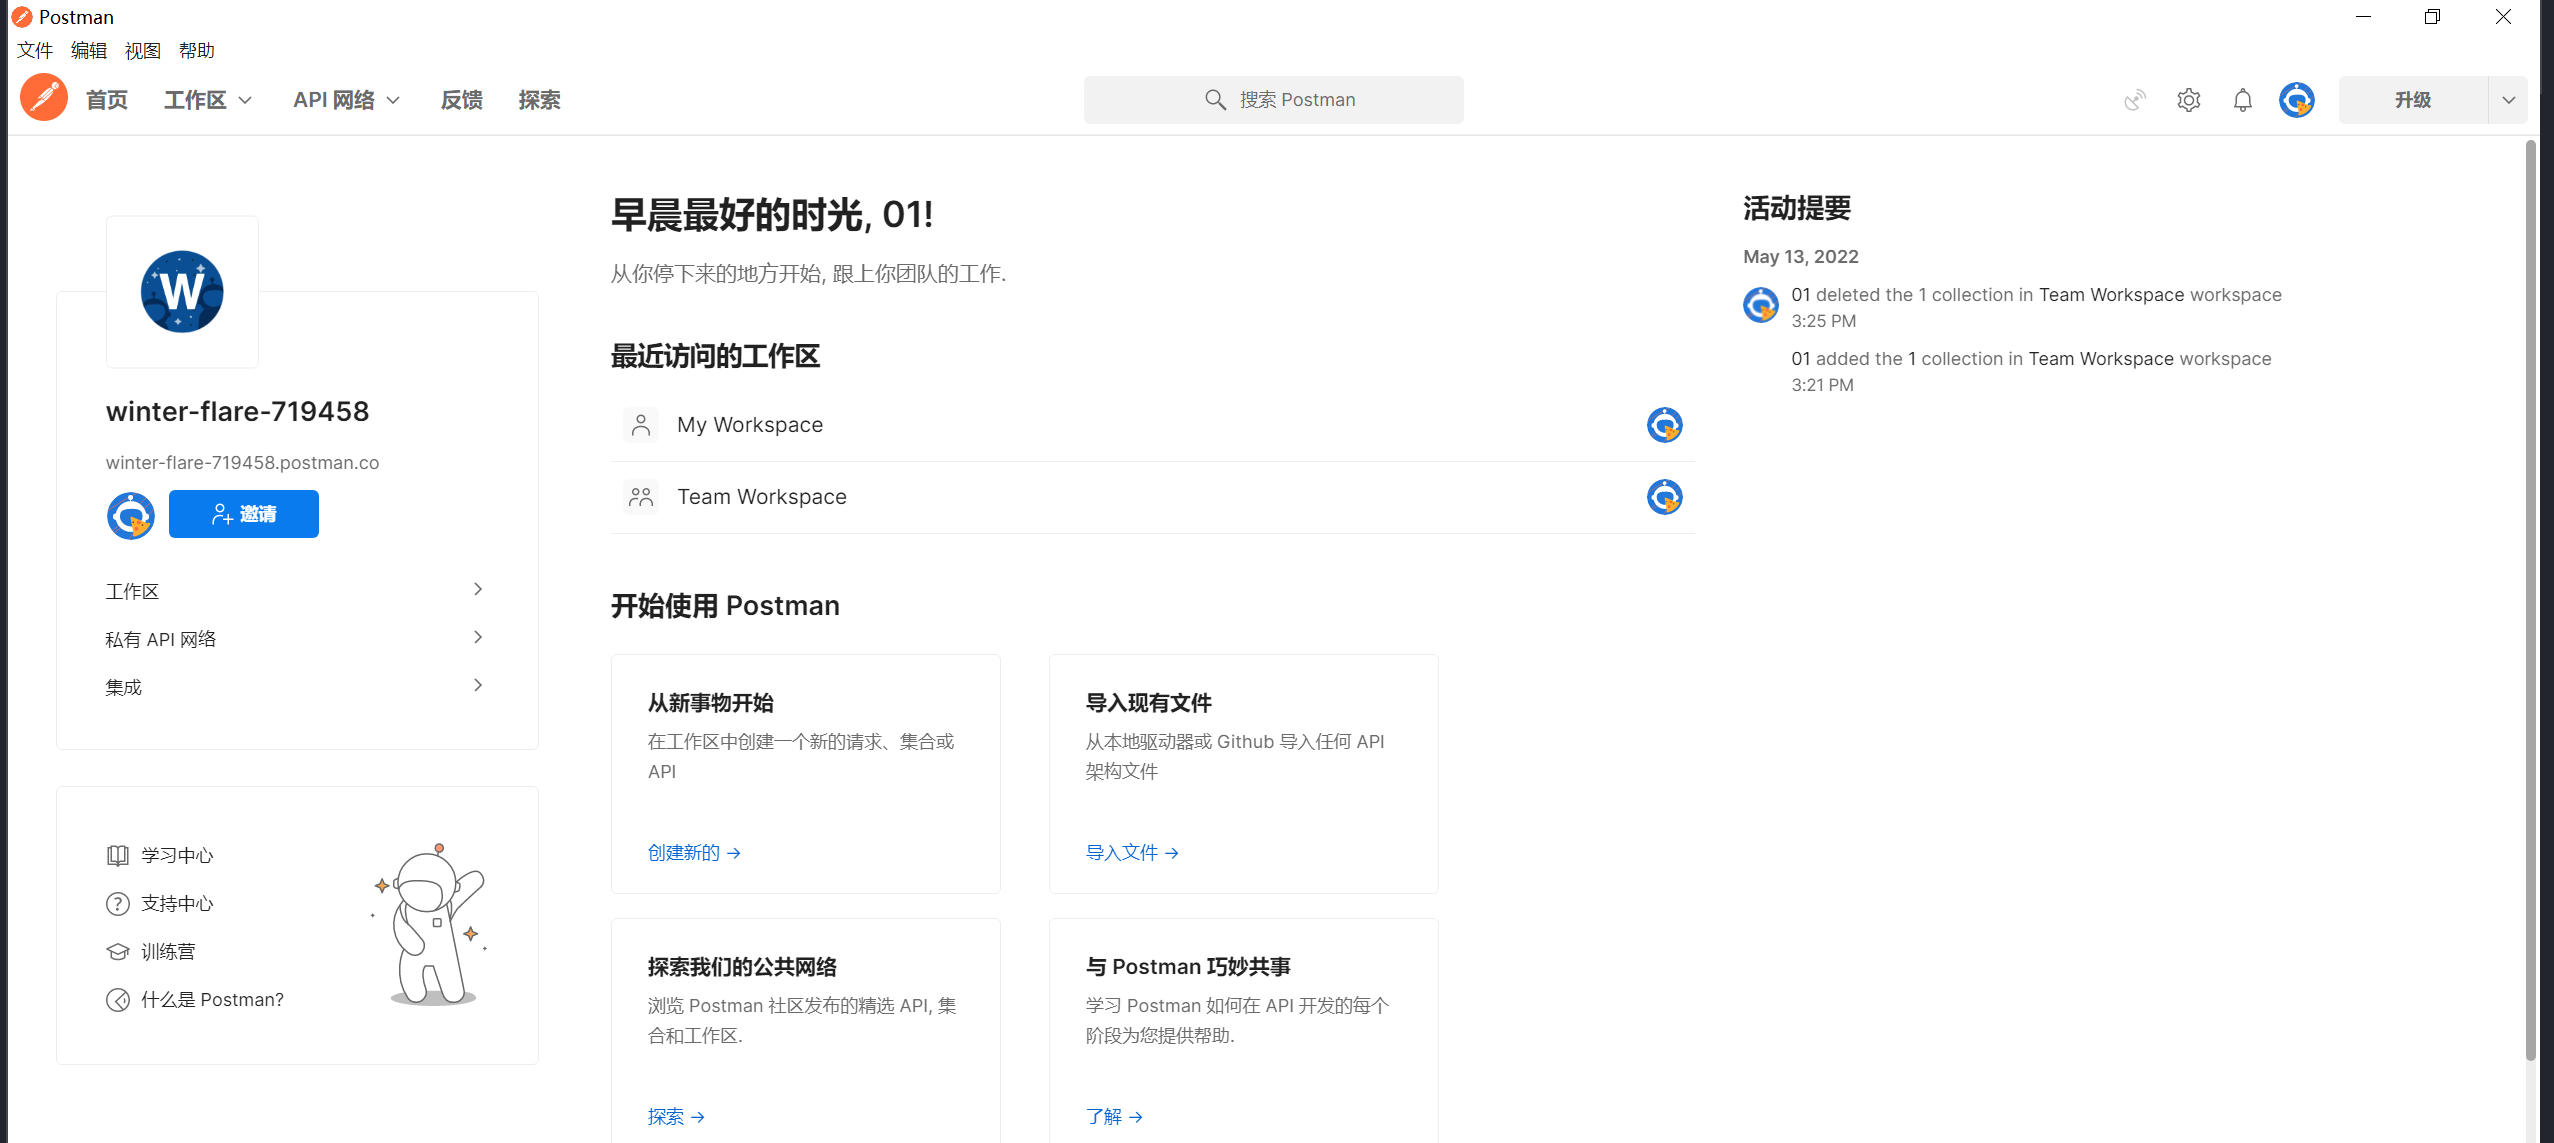 Postman
文件 编辑 视图 帮助
首页 工作区 API 网络 反馈 探索
搜索 Postman
升级
W
winter-flare-719458
winter-flare-719458.postman.co
邀请
工作区
私有 API 网络
集成
学习中心
支持中心
训练营
什么是 Postman?
早晨最好的时光, 01!
从你停下来的地方开始, 跟上你团队的工作.
最近访问的工作区
My Workspace
Team Workspace
开始使用 Postman
从新事物开始
在工作区中创建一个新的请求、集合或
API
创建新的 →
导入现有文件
从本地驱动器或 Github 导入任何 API
架构文件
导入文件 →
探索我们的公共网络
浏览 Postman 社区发布的精选 API, 集
合和工作区.
探索 →
与 Postman 巧妙共事
学习 Postman 如何在 API 开发的每个
阶段为您提供帮助.
了解 →
活动提要
May 13, 2022
01 deleted the 1 collection in Team Workspace workspace
3:25 PM
01 added the 1 collection in Team Workspace workspace
3:21 PM